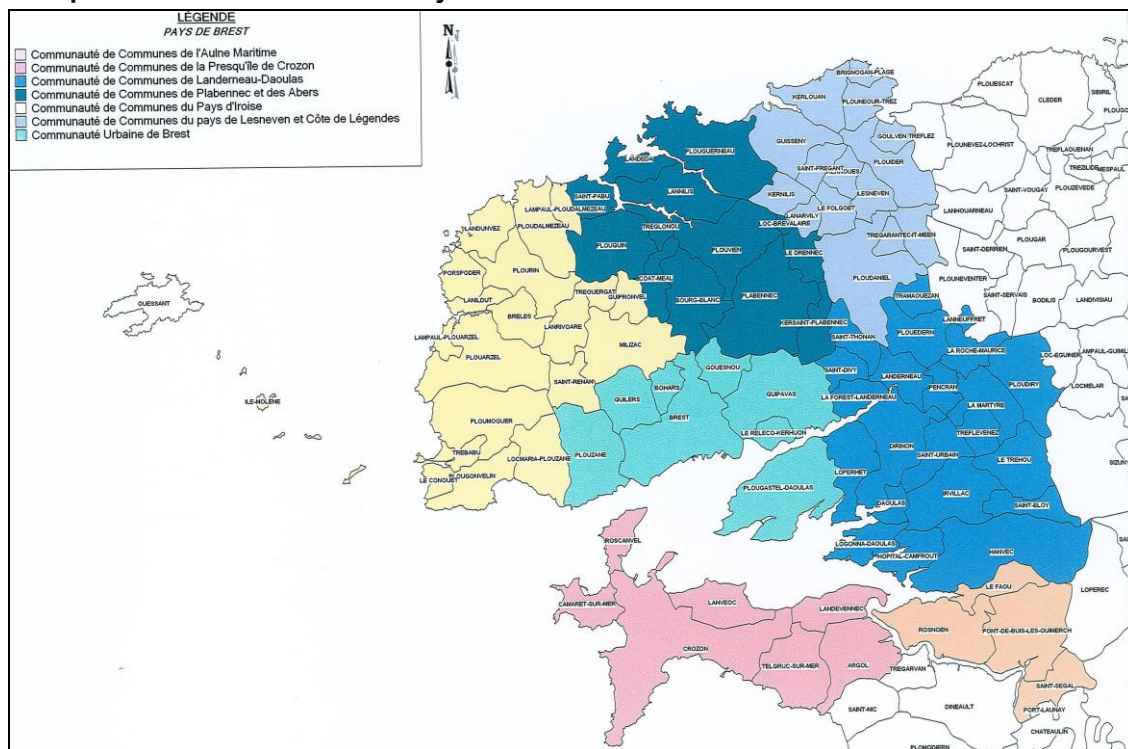 LÉGENDE
PAYS DE BREST
Communauté de Communes de l'Aulne Maritime
Communauté de Communes de la Presqu'île de Crozon
Communauté de Communes de Landerneau-Daoulas
Communauté de Communes de Plabennec et des Abers
Communauté de Communes du Pays d'Iroise
Communauté de Communes du pays de Lesneven et Côte de Légendes
Communauté Urbaine de Brest
N
BRIGNOGAN-PLAGE
KERLOUAN
PLOUNEOUR-TREZ
PLOUESCAT
CLEDER
SIBIRIL
GOULVEN TREFLEZ
GUISSENY
PLOUGUERNEAU
PLOUNEVEZ-LOCHRIST
TREFLAOUENAN
LANDEDA
SAINT-FREGANT
PLOUIDER
TREZILIDE
LANNILIS
KERNILIS
LESNEVEN
SAINT-VOUGAY
PLOUZEVEDE
SAINT-PABU
LE FOLGOET
LANARVILY
LOC-BREVALAIRE
LANHOUARNEAU
LAMPAUL-PLOUDALMEZEAU
PLOUDALMEZEAU
LANDUNVEZ
TREGLONOU
PLOUGUIN
PLOUVIEN
LE DRENNEC
PLOUGAR
SAINT-DERRIEN
PLOUGOURVEST
PORSPODER
PLOURIN
COAT-MEAL
PLOUDANIEL
PLOUNEVENTER
SAINT-SERVAIS
BODILIS
LANDIVISIAU
OUESSANT
LANILDUT
TREOUERGAT
GUIPRONVEL
BOURG-BLANC
PLABENNEC
TRAMAOUEZAN
BRELES
LANRIVOARE
KERSAINT-PLABENNEC
LANNEUFFRET
PLOUEDERN
SAINT-THONAN
LAMPAUL-PLOUARZEL
MILIZAC
LA ROCHE-MAURICE
LOC-EGUINER
PLOUARZEL
GOUESNOU
SAINT-DIVY
LANDERNEAU
PENCRAN
PLOUDIRY
LOCMELAR
SAINT-RENAN
BOHARS
GUILERS
GUIPAVAS
LA FOREST-LANDERNEAU
LA MARTYRE
ILE-MOLENE
PLOUMOGUER
BREST
LE RELECQ-KERHUON
TREFLEVENEZ
DIRINON
SAINT-URBAIN
LE TREHOU
TREBABU
LOCMARIA-PLOUZANE
PLOUZANE
LOPERHET
LE CONQUET
PLOUGONVELIN
PLOUGASTEL-DAOULAS
IRVILLAC
DAOULAS
SAINT-ELOY
ROSCANVEL
LOGONNA-DAOULAS
HOPITAL-CAMFROUT
HANVEC
LE FAOU
LOPEREC
CAMARET-SUR-MER
LANVEOC
LANDEVENNEC
ROSNOEN
PONT-DE-BUIS-LES-QUIMERCH
CROZON
TELGRUC-SUR-MER
ARGOL
TREGARVAN
SAINT-SEGAL
SAINT-NIC
DINEAULT
PORT-LAUNAY
CHATEAULIN
PLOMODIERN